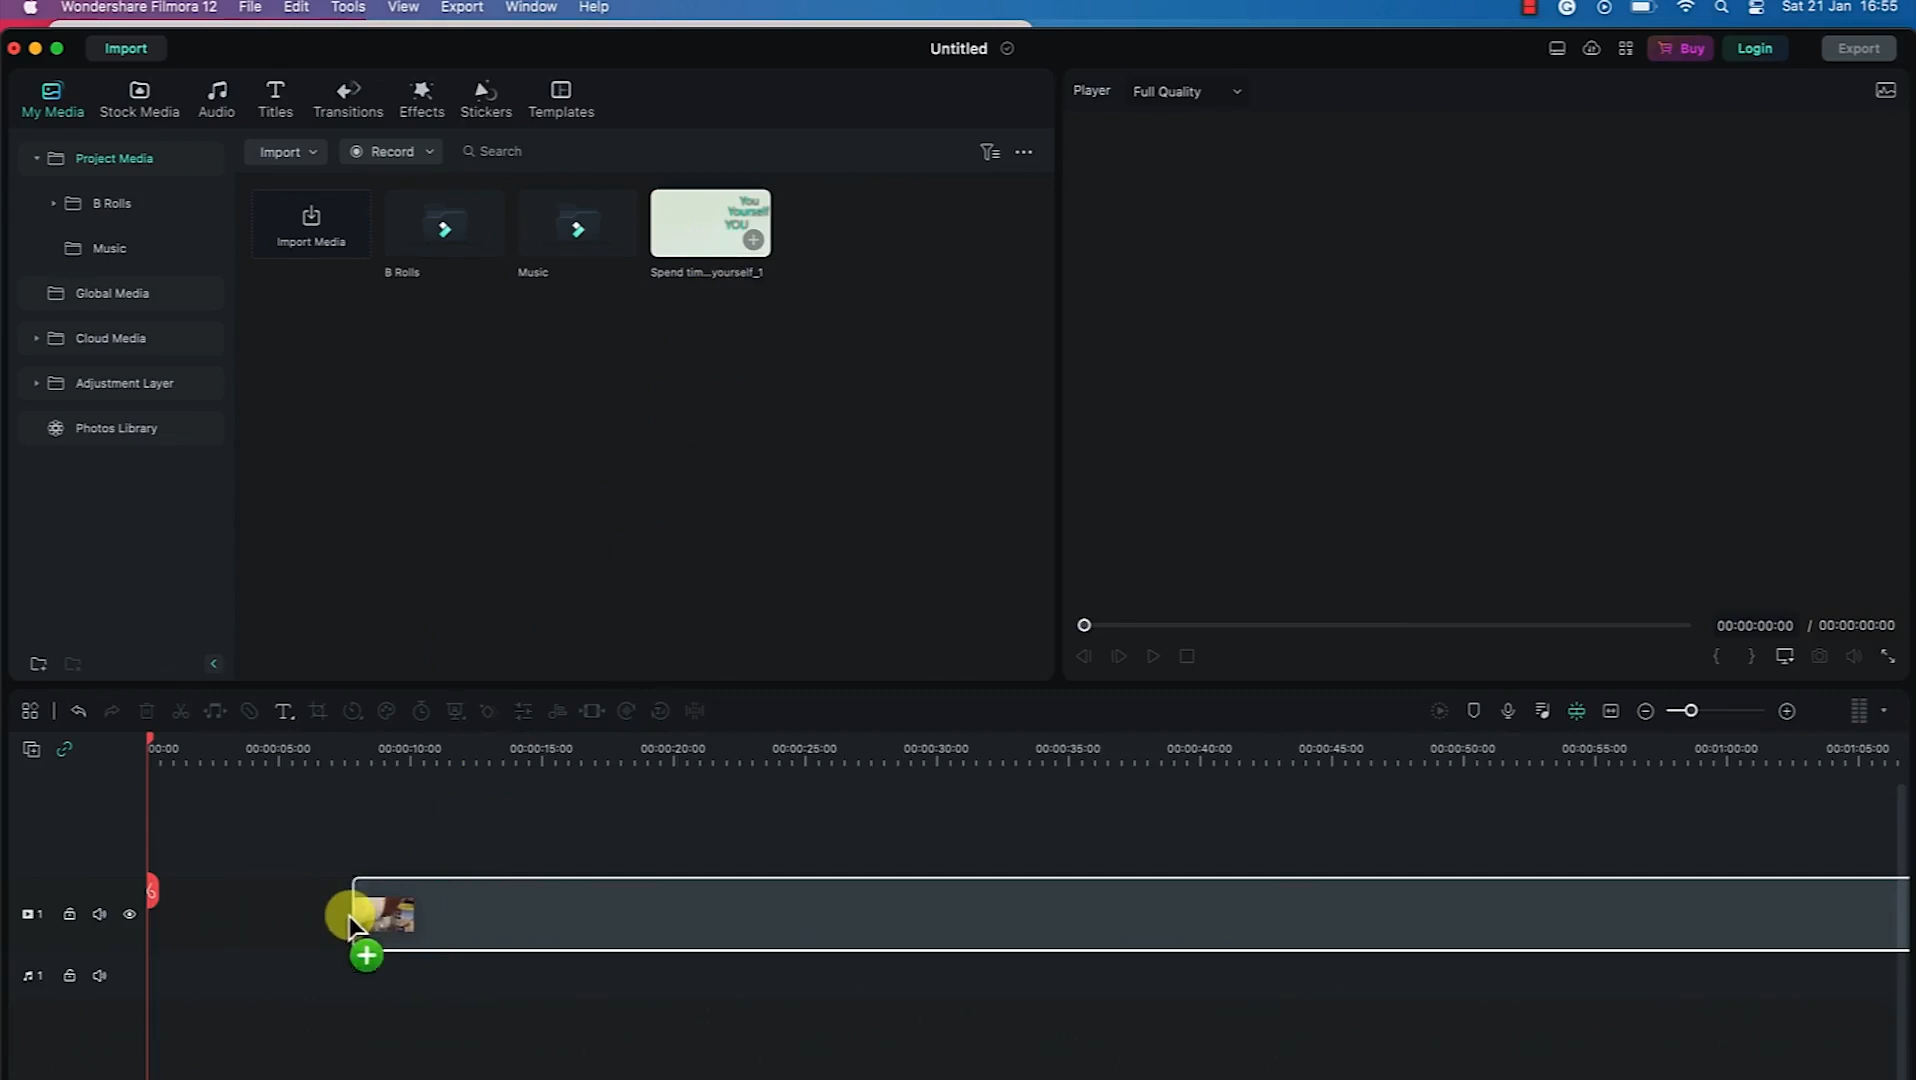 Wondershare Filmora 12 File Edit Tools View Export Window Help Sat 21 Jan 16:55
Import Untitled Buy Login Export
My Media Stock Media Audio Titles Transitions Effects Stickers Templates
Player Full Quality
Project Media
Import Record Search
B Rolls
Music
Global Media
Cloud Media
Adjustment Layer
Photos Library
Import Media
You
Yourself
YOU
B Rolls Music Spend tim...yourself_1
00:00:00:00 / 00:00:00:00
{ }
00:00 00:00:05:00 00:00:10:00 00:00:15:00 00:00:20:00 00:00:25:00 00:00:30:00 00:00:35:00 00:00:40:00 00:00:45:00 00:00:50:00 00:00:55:00 00:01:00:00 00:01:05:00
1
1